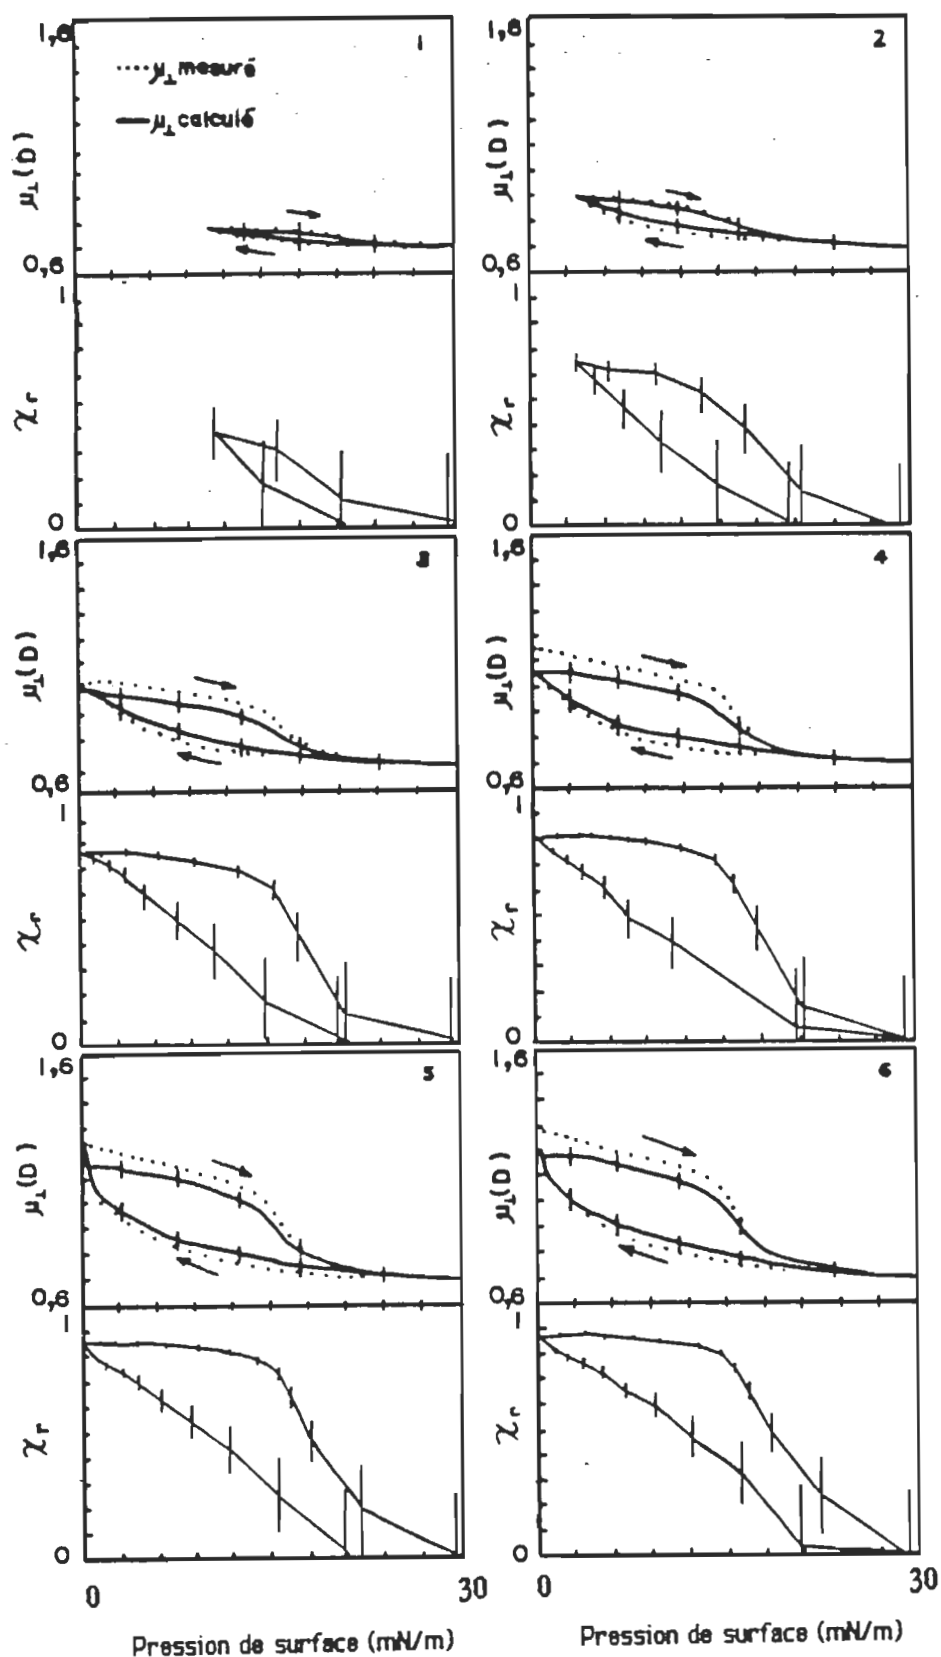 1,6 1
.... μ⊥ mesuré
— μ⊥ calculé
μ⊥(D)
0,6
1
χr
0
1,6 2
μ⊥(D)
0,6
1
χr
0
1,6 3
μ⊥(D)
0,6
1
χr
0
1,6 4
μ⊥(D)
0,6
1
χr
0
1,6 5
μ⊥(D)
0,6
1
χr
0
0 30
Pression de surface (mN/m)
1,6 6
μ⊥(D)
0,6
1
χr
0
0 30
Pression de surface (mN/m)